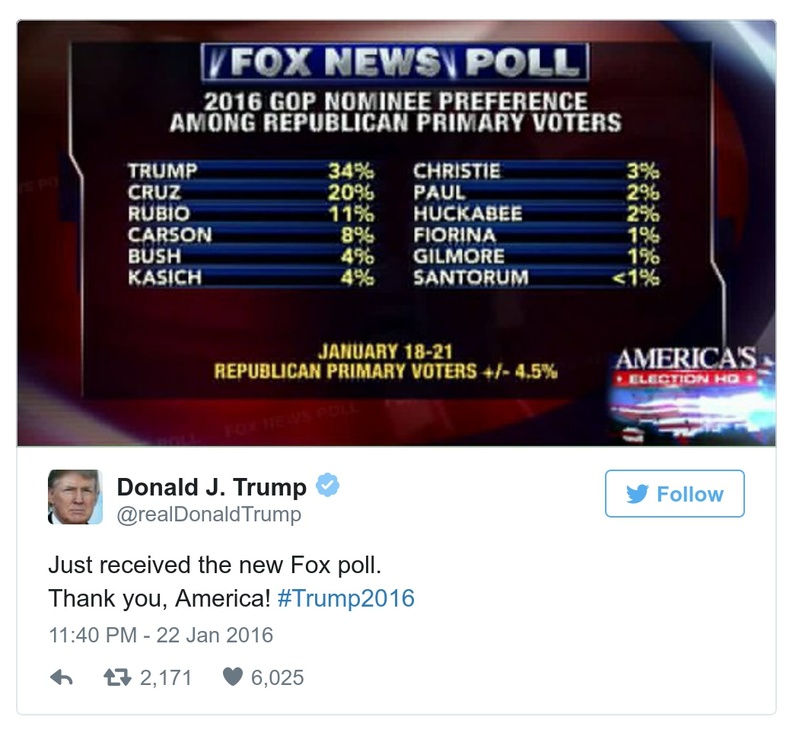 FOX NEWS POLL
2016 GOP NOMINEE PREFERENCE
AMONG REPUBLICAN PRIMARY VOTERS
TRUMP 34%
CRUZ 20%
RUBIO 11%
CARSON 8%
BUSH 4%
KASICH 4%
CHRISTIE 3%
PAUL 2%
HUCKABEE 2%
FIORINA 1%
GILMORE 1%
SANTORUM <1%
JANUARY 18-21
REPUBLICAN PRIMARY VOTERS +/- 4.5%
AMERICA'S
ELECTION HQ
FOX NEWS POLL
Donald J. Trump
@realDonaldTrump
Follow
Just received the new Fox poll.
Thank you, America! #Trump2016
11:40 PM - 22 Jan 2016
2,171 6,025